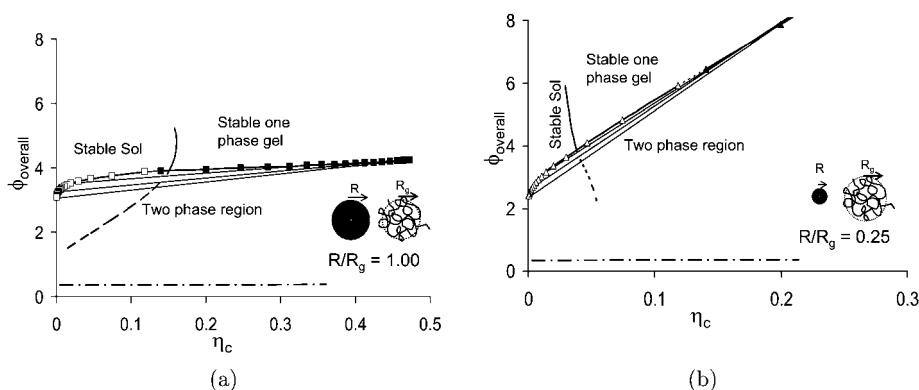 8
6
4
2
0
ϕoverall
Stable Sol
Stable one
phase gel
Two phase region
R
Rg
R/Rg = 1.00
0
0.1
0.2
0.3
0.4
0.5
ηc
(a)
8
6
4
2
0
ϕoverall
Stable Sol
Stable one
phase gel
Two phase region
R
Rg
R/Rg = 0.25
0
0.1
0.2
0.3
ηc
(b)